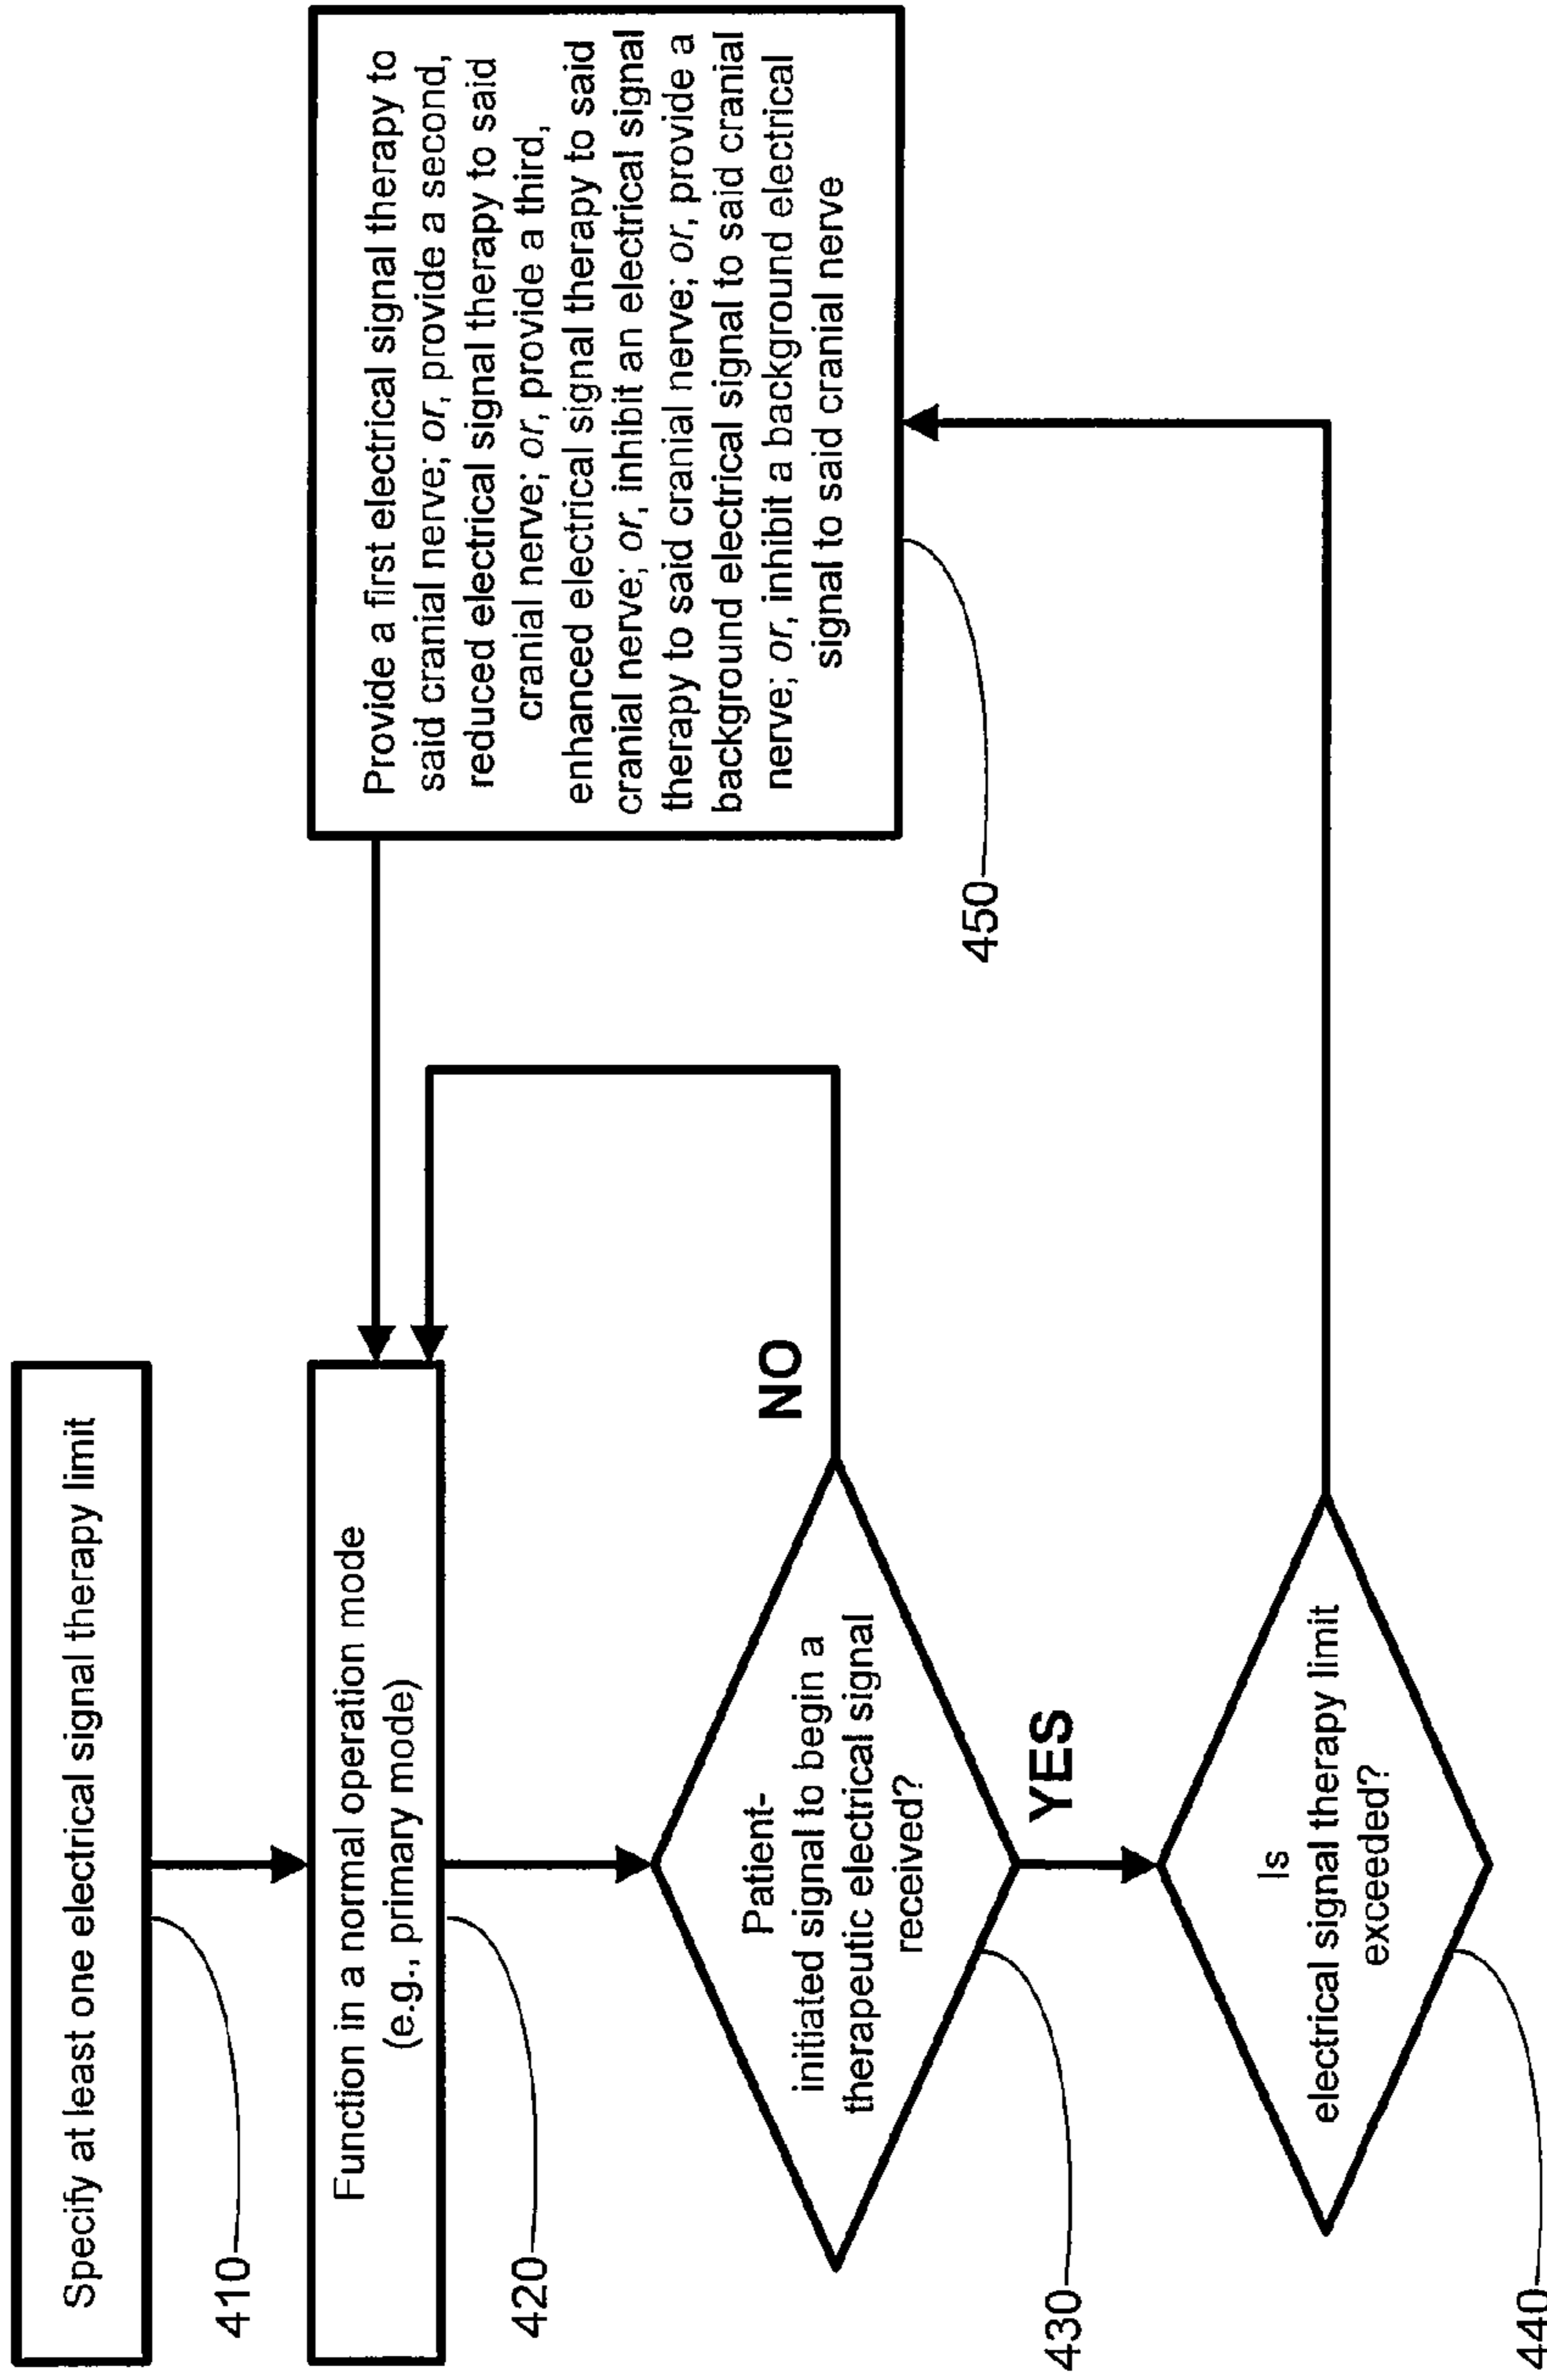 Specify at least one electrical signal therapy limit
410
Function in a normal operation mode
(e.g., primary mode)
420
Patient-
initiated signal to begin a
therapeutic electrical signal
received?
430
NO
YES
Is
electrical signal therapy limit
exceeded?
440
Provide a first electrical signal therapy to
said cranial nerve; or, provide a second,
reduced electrical signal therapy to said
cranial nerve; or, provide a third,
enhanced electrical signal therapy to said
cranial nerve; or, inhibit an electrical signal
therapy to said cranial nerve; or, provide a
background electrical signal to said cranial
nerve; or, inhibit a background electrical
signal to said cranial nerve
450